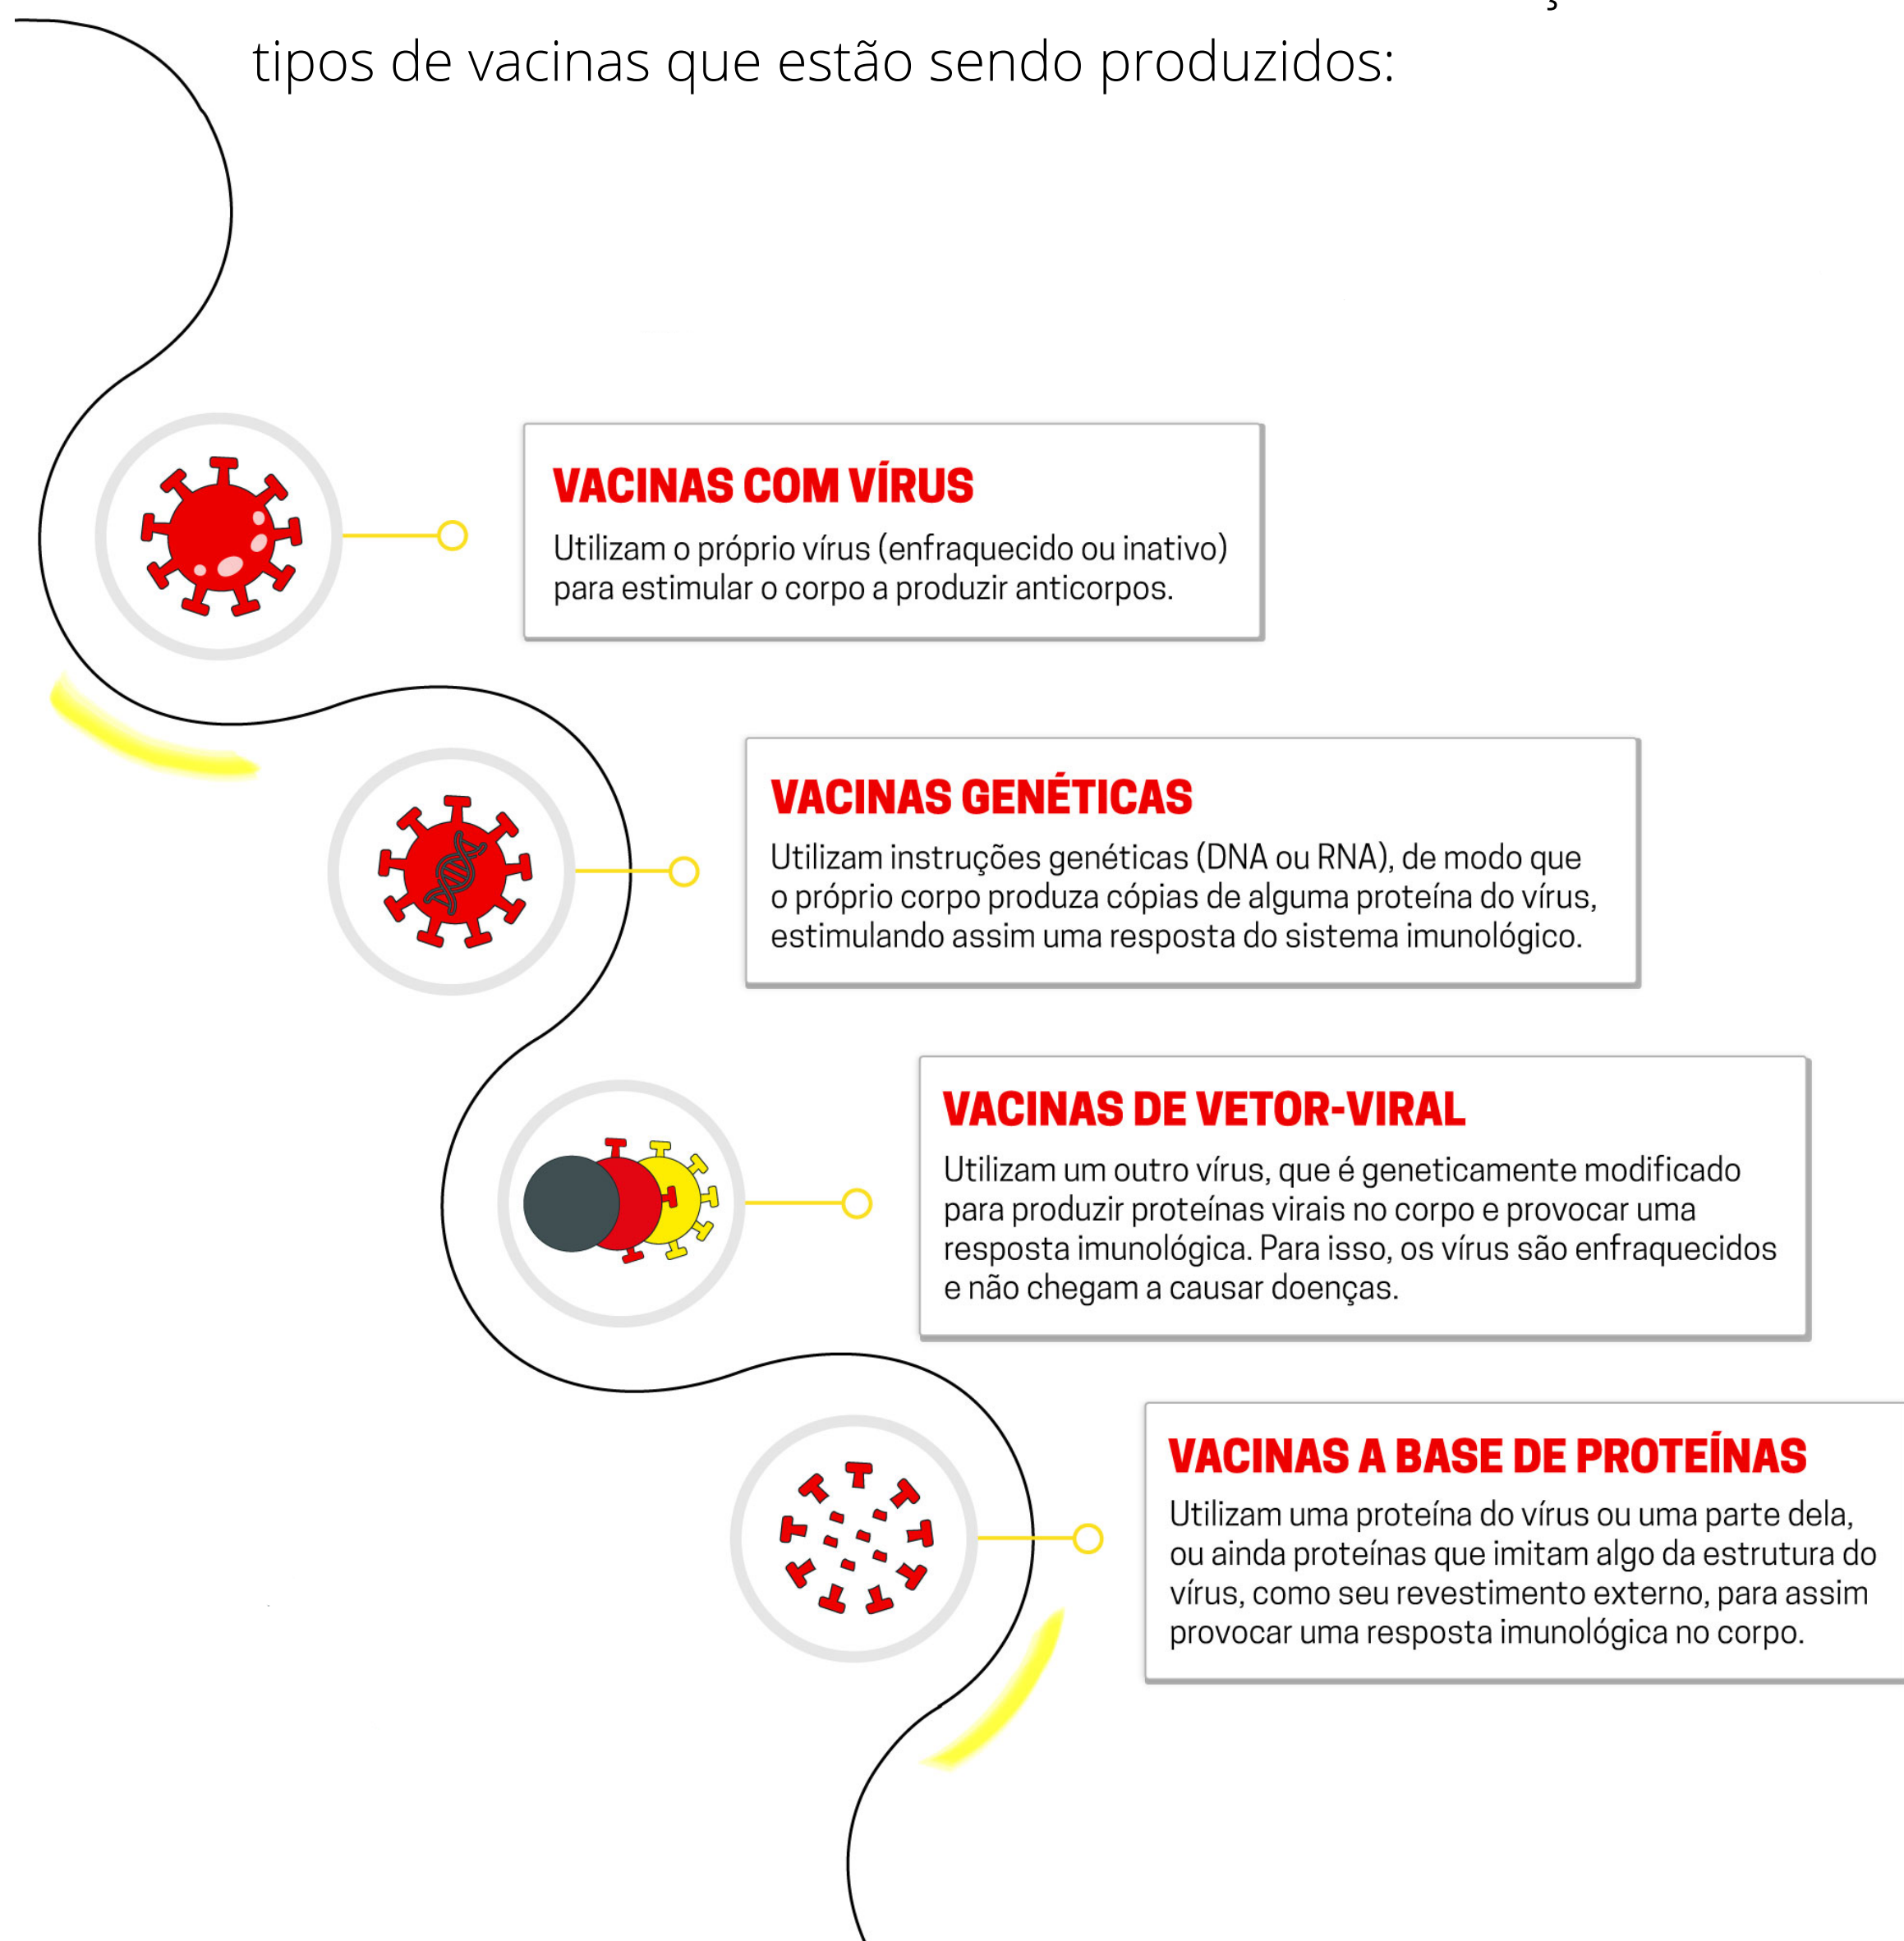 tipos de vacinas que estão sendo produzidos:
VACINAS COM VÍRUS
Utilizam o próprio vírus (enfraquecido ou inativo)
para estimular o corpo a produzir anticorpos.
VACINAS GENÉTICAS
Utilizam instruções genéticas (DNA ou RNA), de modo que
o próprio corpo produza cópias de alguma proteína do vírus,
estimulando assim uma resposta do sistema imunológico.
VACINAS DE VETOR-VIRAL
Utilizam um outro vírus, que é geneticamente modificado
para produzir proteínas virais no corpo e provocar uma
resposta imunológica. Para isso, os vírus são enfraquecidos
e não chegam a causar doenças.
VACINAS A BASE DE PROTEÍNAS
Utilizam uma proteína do vírus ou uma parte dela,
ou ainda proteínas que imitam algo da estrutura do
vírus, como seu revestimento externo, para assim
provocar uma resposta imunológica no corpo.